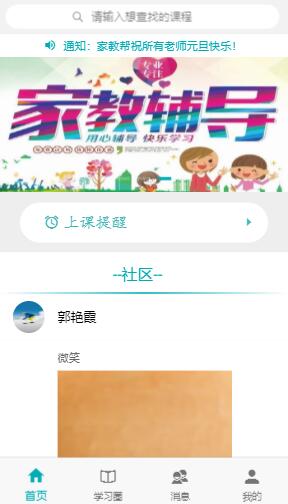 请输入想查找的课程
通知：家教帮祝所有老师元旦快乐!
专业
专注
家教辅导
用心辅导 快乐学习
上课提醒
--社区--
郭艳霞
微笑
首页
学习圈
消息
我的